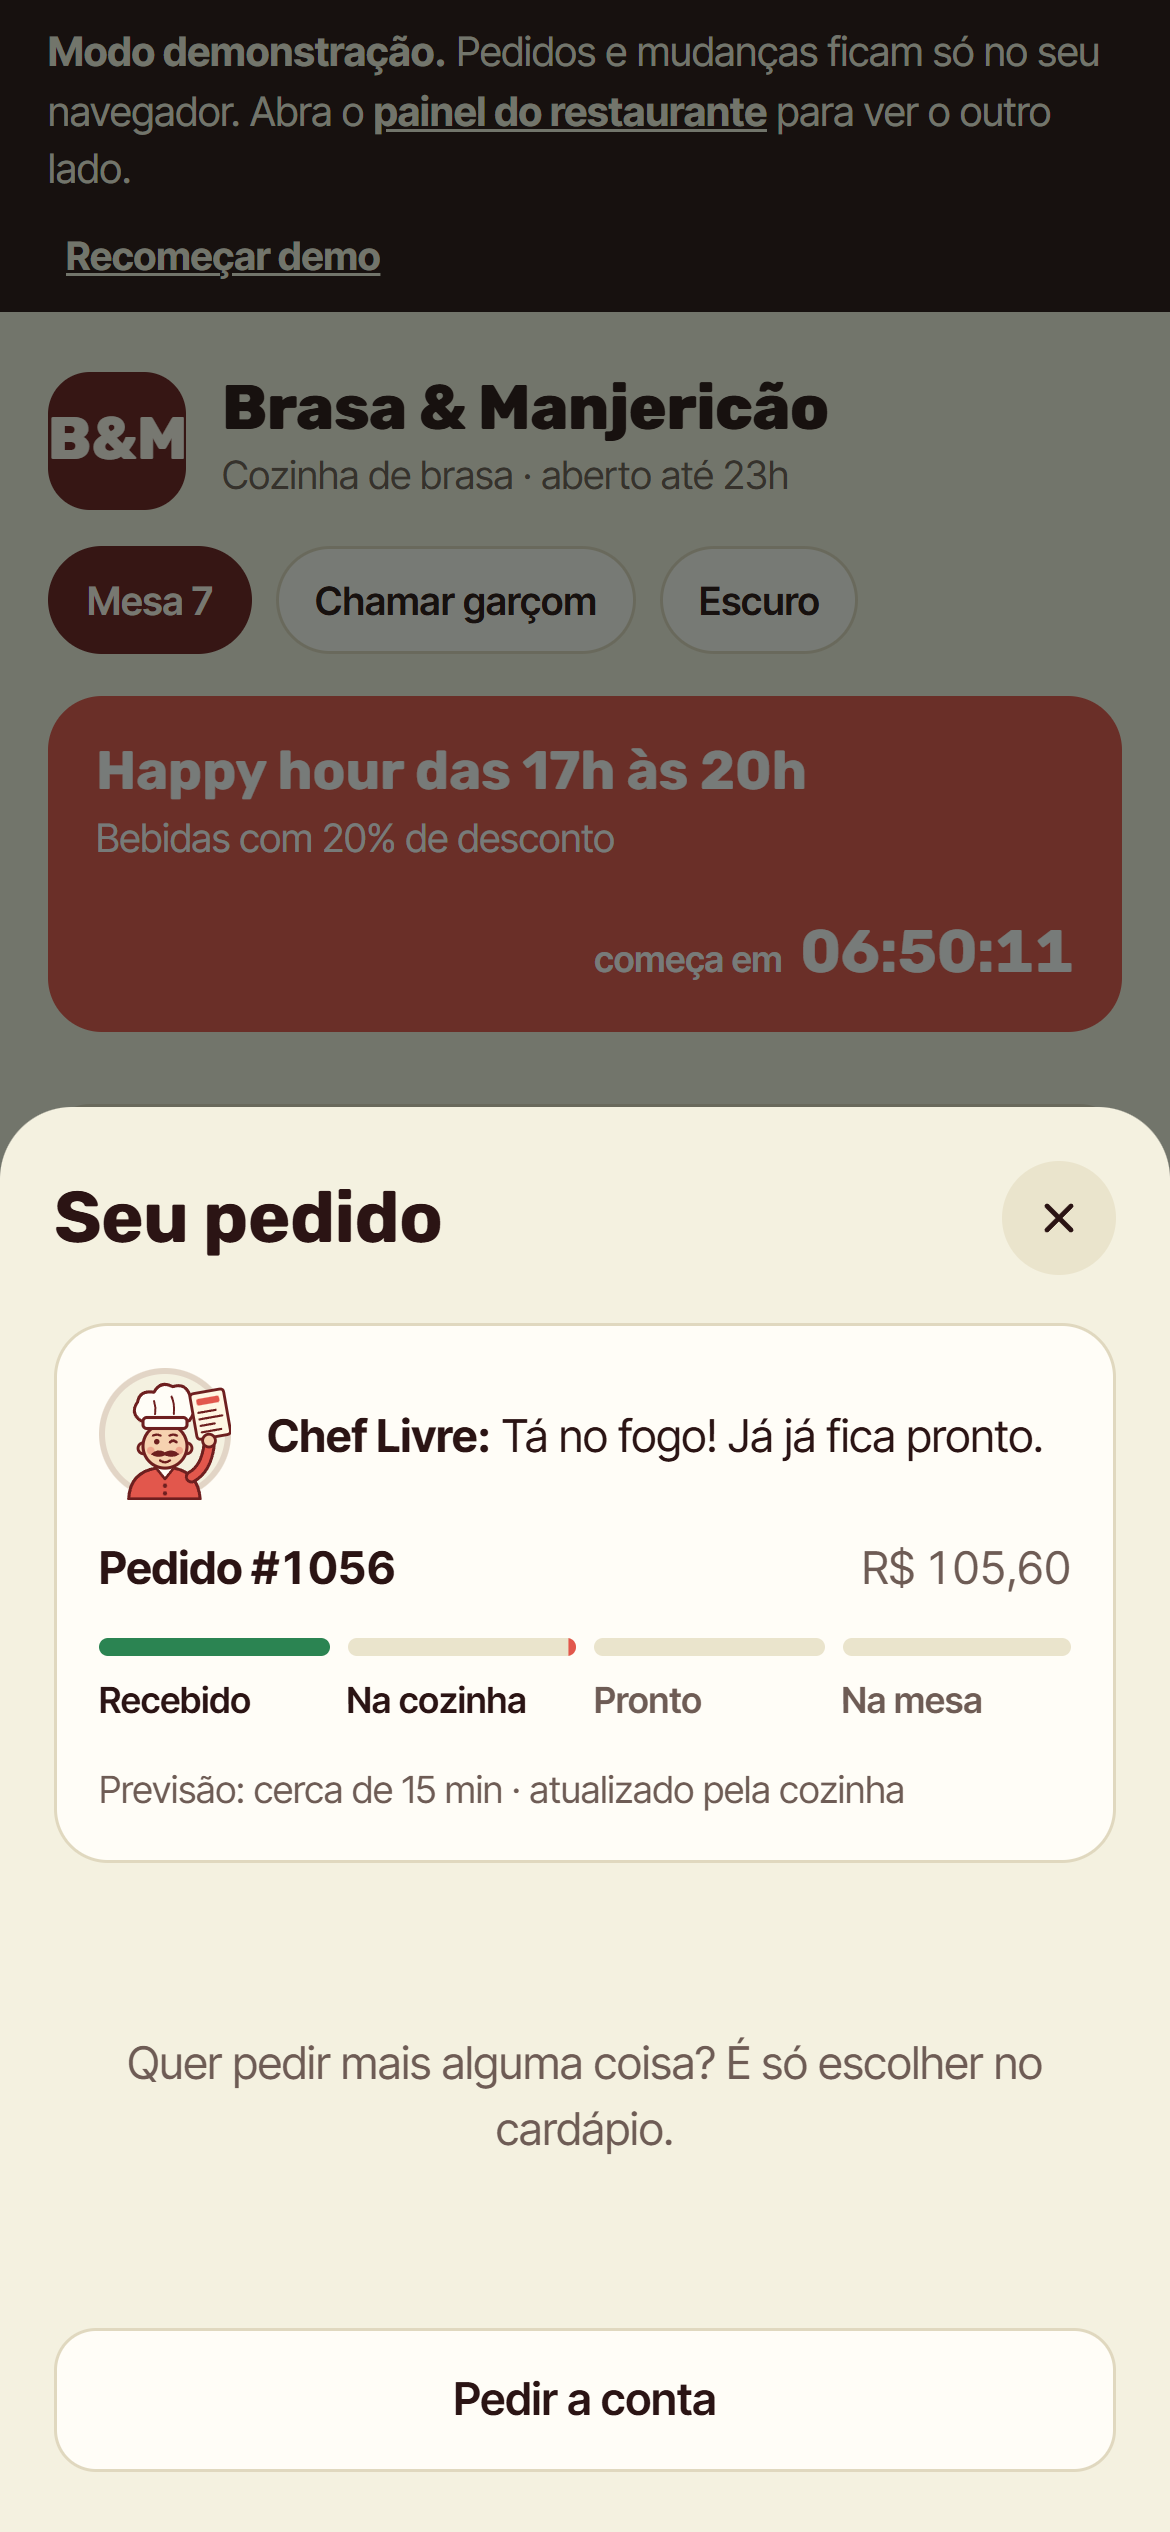 Modo demonstração. Pedidos e mudanças ficam só no seu
navegador. Abra o painel do restaurante para ver o outro
lado.
Recomeçar demo
B&M
Brasa & Manjericão
Cozinha de brasa · aberto até 23h
Mesa 7
Chamar garçom
Escuro
Happy hour das 17h às 20h
Bebidas com 20% de desconto
começa em 06:50:11
Seu pedido
Chef Livre: Tá no fogo! Já já fica pronto.
Pedido #1056
R$ 105,60
Recebido
Na cozinha
Pronto
Na mesa
Previsão: cerca de 15 min · atualizado pela cozinha
Quer pedir mais alguma coisa? É só escolher no
cardápio.
Pedir a conta